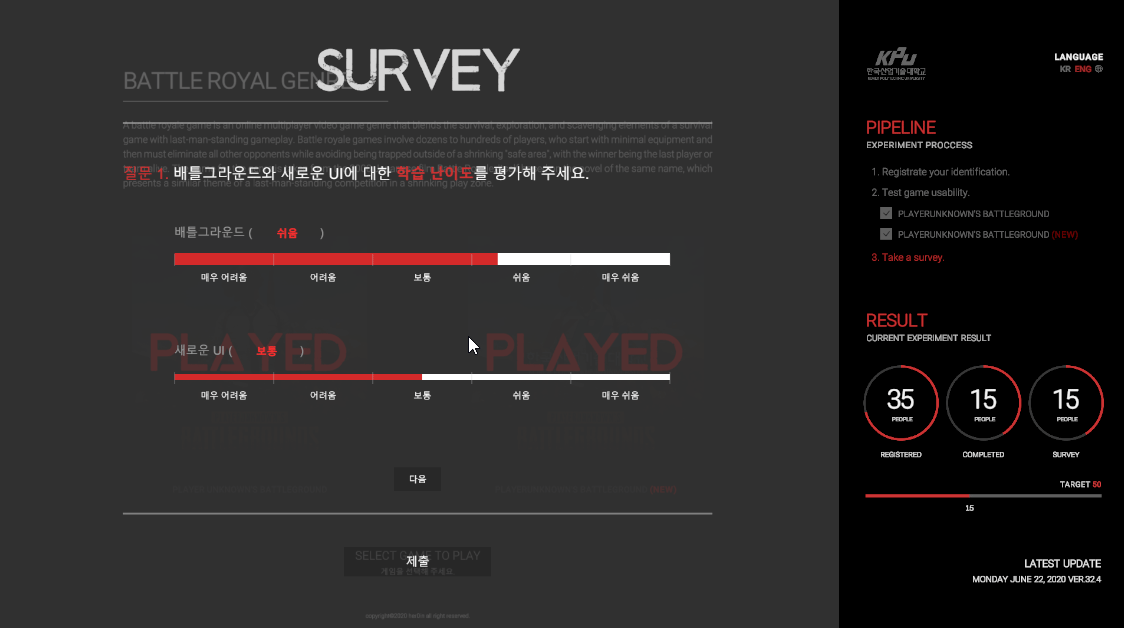 SURVEY
BATTLE ROYAL GENRE
A battle royale game is an online multiplayer video game genre that blends the survival, exploration, and scavenging elements of a survival
game with last-man-standing gameplay. Battle royale games involve dozens to hundreds of players, who start with minimal equipment and
then must eliminate all other opponents while avoiding being trapped outside of a shrinking "safe area", with the winner being the last player or
novel of the same name, which
presents a similar theme of a last-man-standing competition in a shrinking play zone.
질문 1. 배틀그라운드와 새로운 UI에 대한 학습 난이도를 평가해 주세요.
배틀그라운드 ( 쉬움 )
매우 어려움 어려움 보통 쉬움 매우 쉬움
PLAYED PLAYED
새로운 UI ( 보통 )
매우 어려움 어려움 보통 쉬움 매우 쉬움
다음
(NEW)
SELECT GAME TO PLAY
제출
게임을 선택해 주세요.
KPU
한국산업기술대학교
LANGUAGE
KR ENG
PIPELINE
EXPERIMENT PROCCESS
1. Registrate your identification.
2. Test game usability.
PLAYERUNKNOWN'S BATTLEGROUND
PLAYERUNKNOWN'S BATTLEGROUND (NEW)
3. Take a survey.
RESULT
CURRENT EXPERIMENT RESULT
35 15 15
PEOPLE PEOPLE PEOPLE
REGISTERED COMPLETED SURVEY
TARGET 50
15
LATEST UPDATE
MONDAY JUNE 22, 2020 VER.32.4